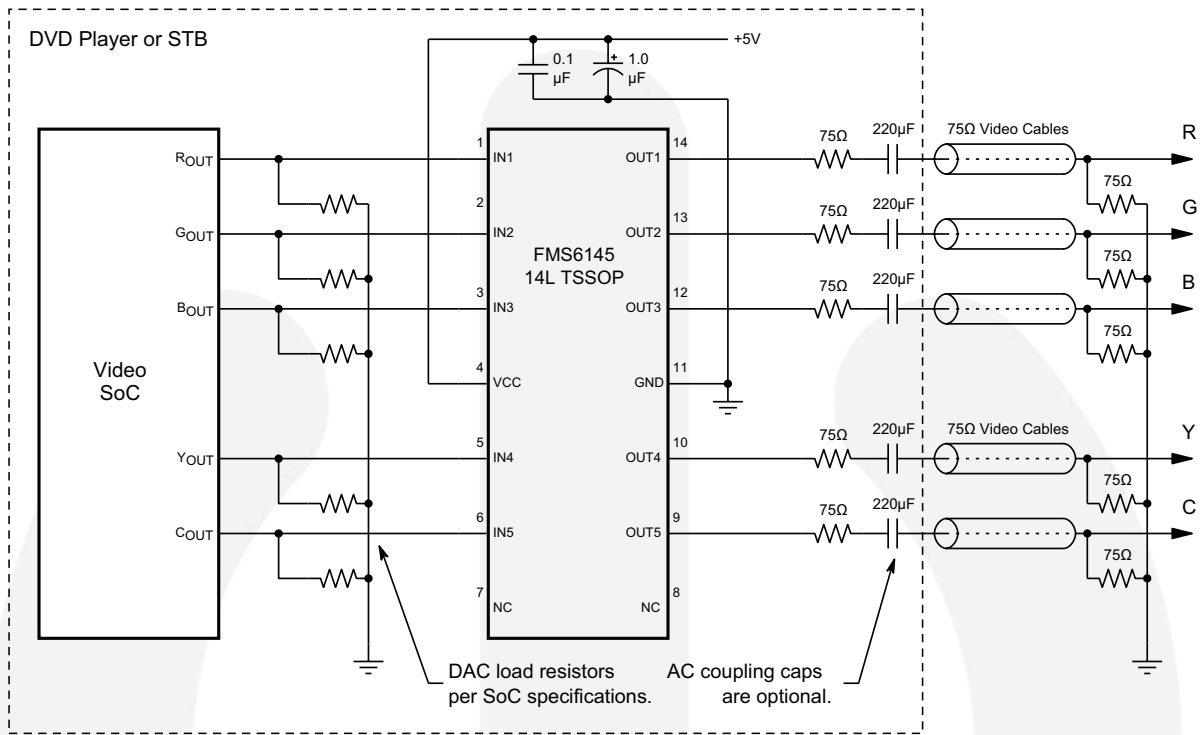 DVD Player or STB
+5V
0.1
µF
+
1.0
µF
75Ω
220µF
75Ω Video Cables
R
ROUT
1
IN1
OUT1
14
75Ω
2
75Ω
220µF
G
GOUT
IN2
OUT2
13
FMS6145
14L TSSOP
75Ω
75Ω
220µF
B
BOUT
3
IN3
OUT3
12
75Ω
Video
SoC
4
VCC
GND
11
75Ω
220µF
75Ω Video Cables
Y
YOUT
5
IN4
OUT4
10
75Ω
75Ω
220µF
C
COUT
6
IN5
OUT5
9
75Ω
7
NC
NC
8
DAC load resistors
per SoC specifications.
AC coupling caps
are optional.